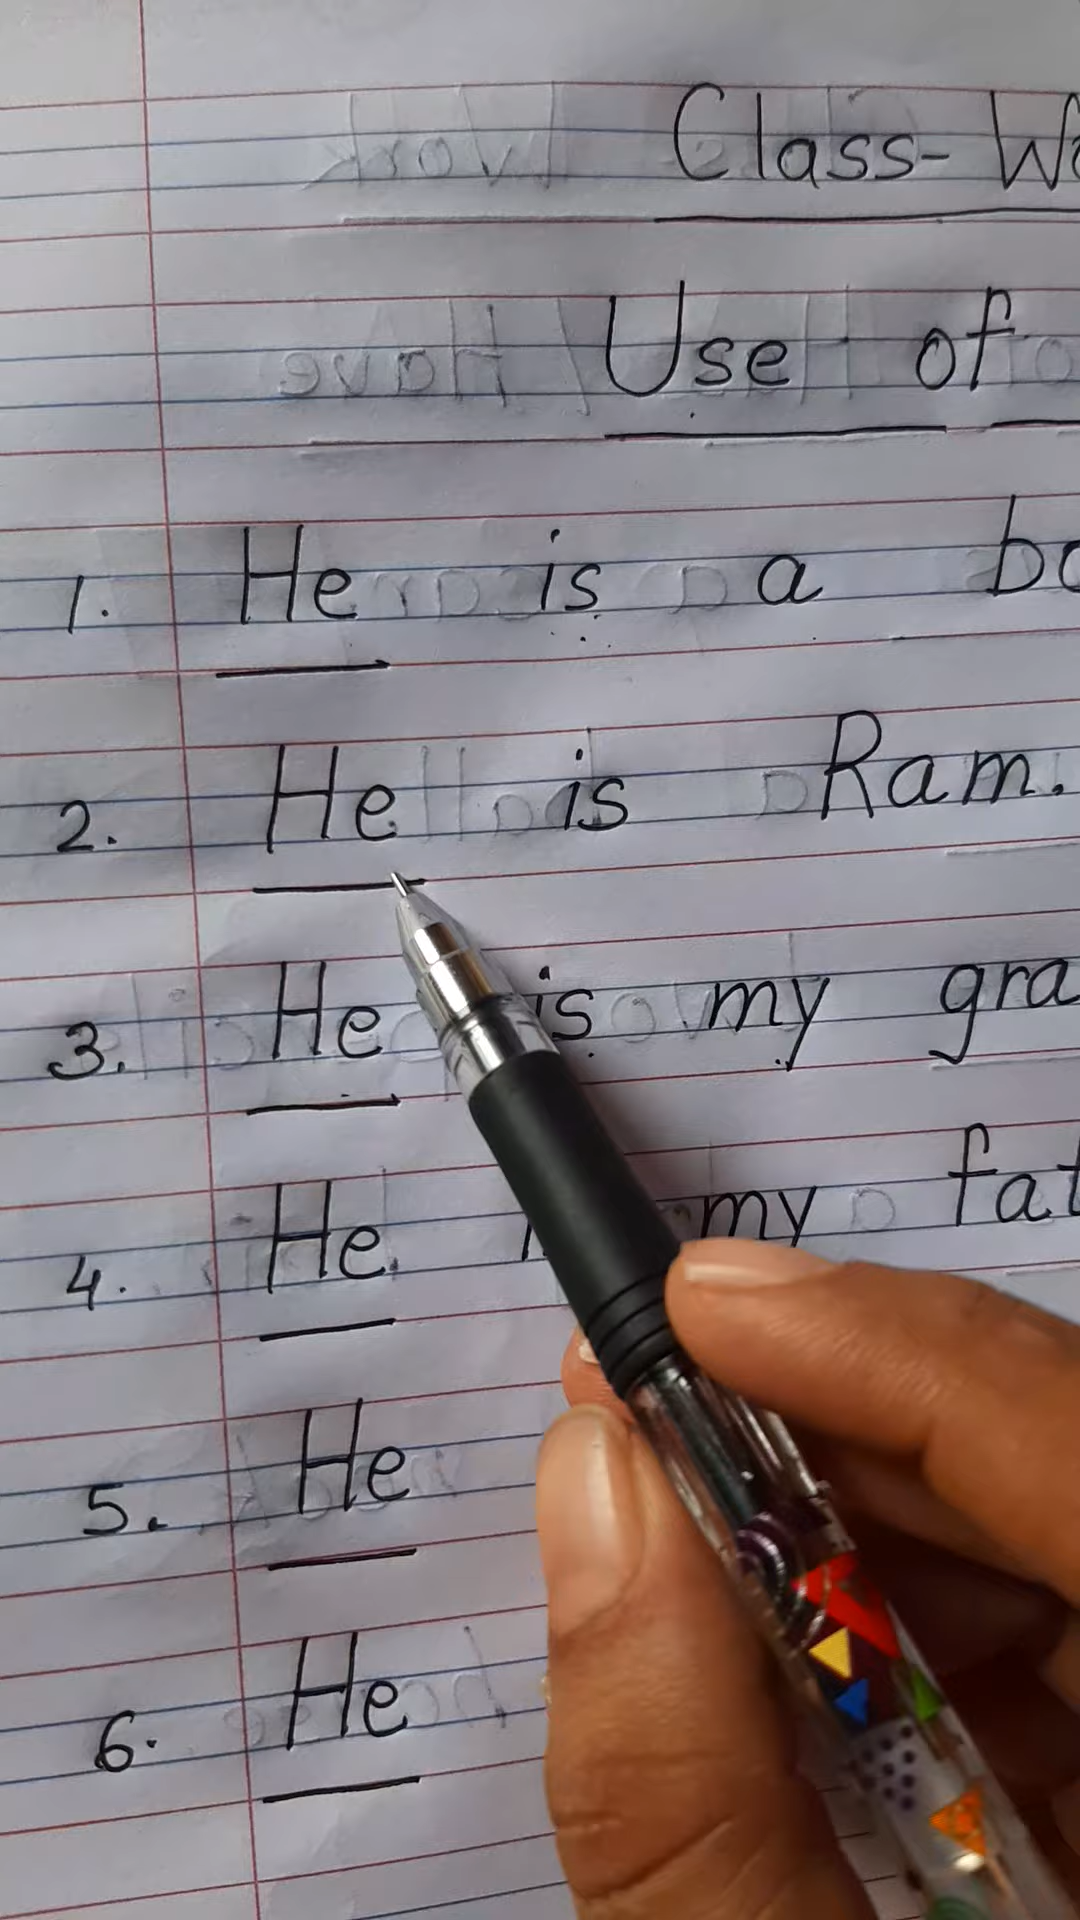 Class-
Use of
1. He is a
2. He is Ram.
3. He is my
4. He my
5. He
6. He